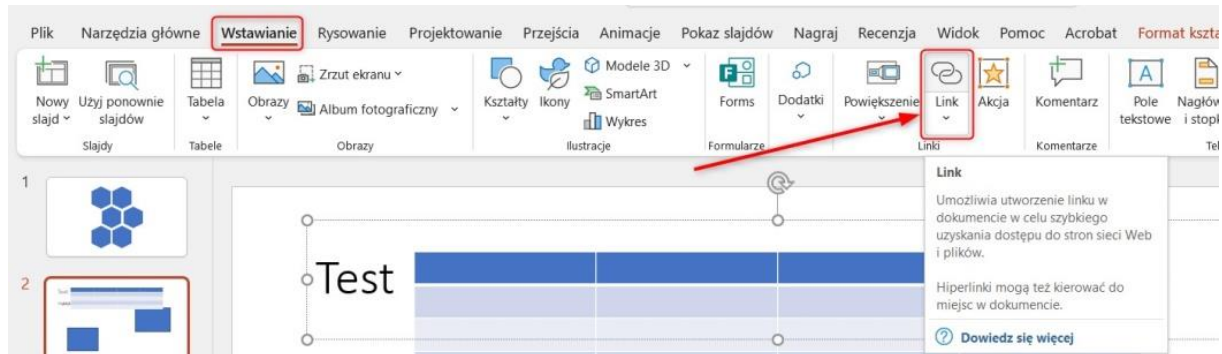 Plik Narzędzia główne Wstawianie Rysowanie Projektowanie Przejścia Animacje Pokaz slajdów Nagraj Recenzja Widok Pomoc Acrobat Format
Nowy slajd
Użyj ponownie slajdów
Slajdy
Tabela
Tabele
Obrazy
Zrzut ekranu
Album fotograficzny
Obrazy
Kształty
Ikony
Modele 3D
SmartArt
Wykres
Ilustracje
Forms
Formularze
Dodatki
Powiększenie
Link
Akcja
Linki
Komentarz
Komentarze
Pole tekstowe
i
1
2
Test
Link
Umożliwia utworzenie linku w
dokumencie w celu szybkiego
uzyskania dostępu do stron sieci Web
i plików.
Hiperlinki mogą też kierować do
miejsc w dokumencie.
Dowiedz się więcej